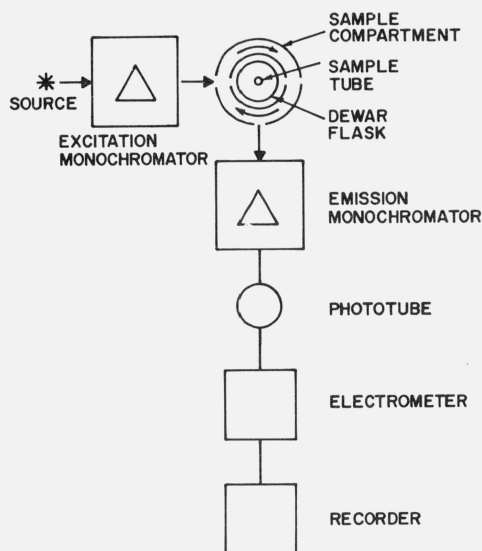 SAMPLE
COMPARTMENT
SAMPLE
TUBE
DEWAR
FLASK
SOURCE
EXCITATION
MONOCHROMATOR
EMISSION
MONOCHROMATOR
PHOTOTUBE
ELECTROMETER
RECORDER